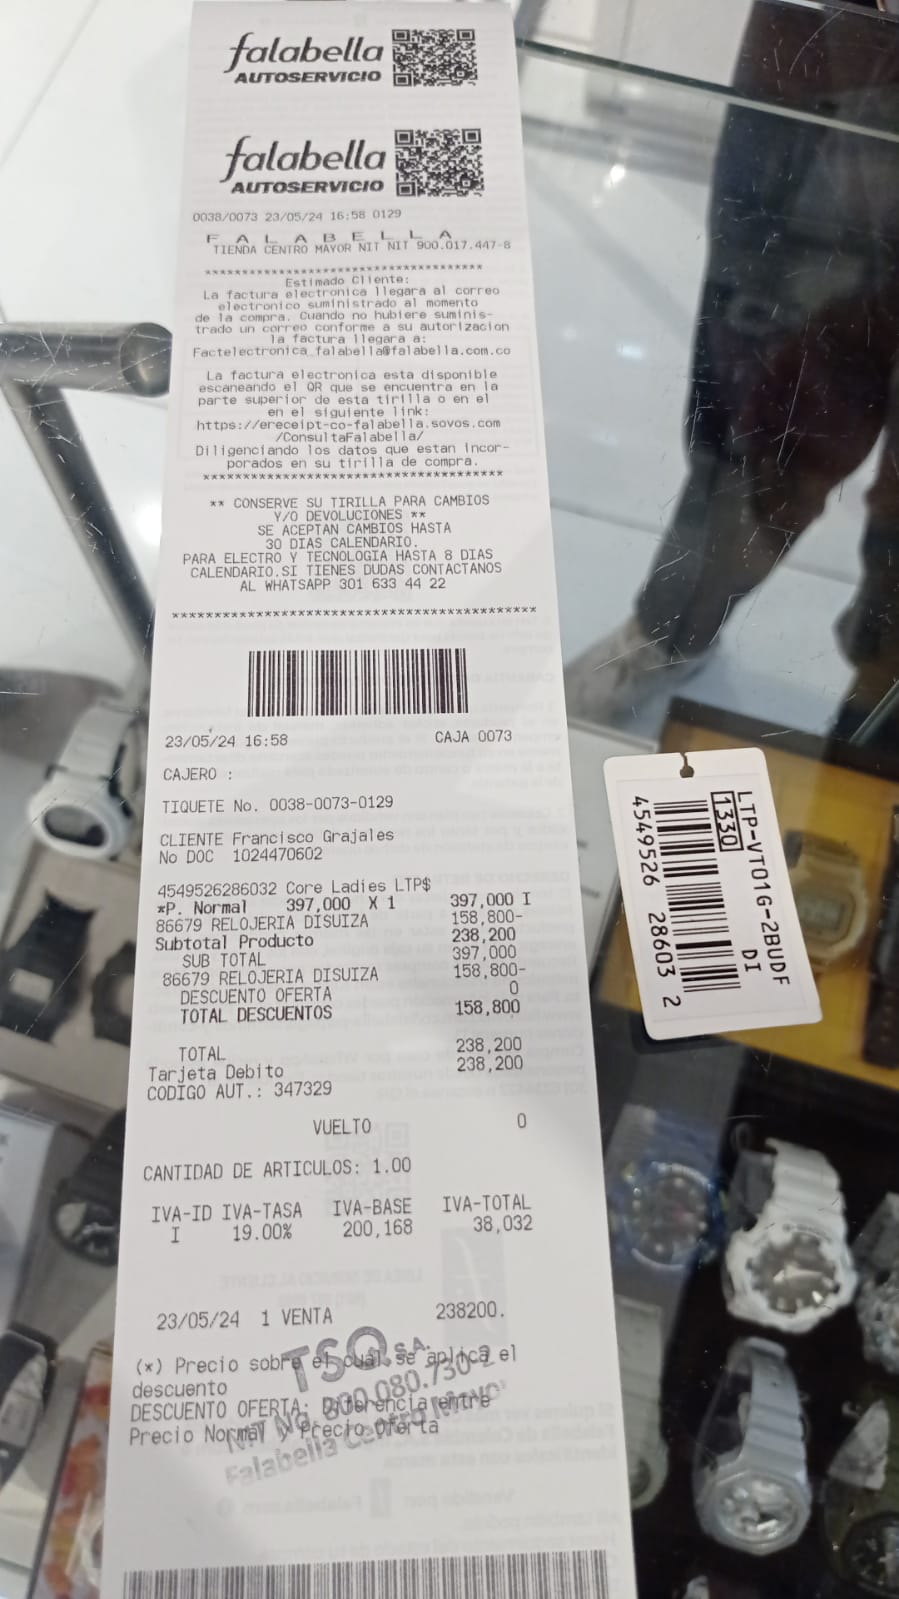 falabella
AUTOSERVICIO
falabella
AUTOSERVICIO
0038/0073 23/05/24 16:58 0129
F A L A B E L L A
TIENDA CENTRO MAYOR NIT NIT 900.017.447-8
***********************************
Estimado Cliente:
La factura electronica llegara al correo
electronico suministrado al momento
de la compra. Cuando no hubiere suminis-
trado un correo conforme a su autorizacion
la factura llegara a:
Factelectronica_falabella@falabella.com.co
La factura electronica esta disponible
escaneando el QR que se encuentra en la
parte superior de esta tirilla o en el
en el siguiente link:
https://ereceipt-co-falabella.sovos.com
/ConsultaFalabella/
Diligenciando los datos que estan Incor-
porados en su tirilla de compra.
***************************************
** CONSERVE SU TIRILLA PARA CAMBIOS
Y/O DEVOLUCIONES **
SE ACEPTAN CAMBIOS HASTA
30 DIAS CALENDARIO.
PARA ELECTRO Y TECNOLOGIA HASTA 8 DIAS
CALENDARIO.SI TIENES DUDAS CONTACTANOS
AL WHATSAPP 301 633 44 22
*******************************************
23/05/24 16:58 CAJA 0073
CAJERO :
TIQUETE No. 0038-0073-0129
CLIENTE Francisco Grajales
No DOC 1024470602
4549526286032 Core Ladies LTP$
*P. Normal 397,000 X 1 397,000 I
86679 RELOJERIA DISUIZA 158,800-
Subtotal Producto 238,200
SUB TOTAL 397,000
86679 RELOJERIA DISUIZA 158,800-
DESCUENTO OFERTA 0
TOTAL DESCUENTOS 158,800
TOTAL 238,200
Tarjeta Debito 238,200
CODIGO AUT.: 347329
VUELTO 0
CANTIDAD DE ARTICULOS: 1.00
IVA-ID IVA-TASA IVA-BASE IVA-TOTAL
I 19.00% 200,168 38,032
23/05/24 1 VENTA 238200.
(*) Precio sobre el cual se aplica el
descuento
DESCUENTO OFERTA: Diferencia entre
Precio Normal y Precio Oferta
TSO S.A.
NIT No. 800.080.730-2
Falabella Centro Mayor
LTP-VT01G-2BUDF
1330 DI
4549526 28603 2